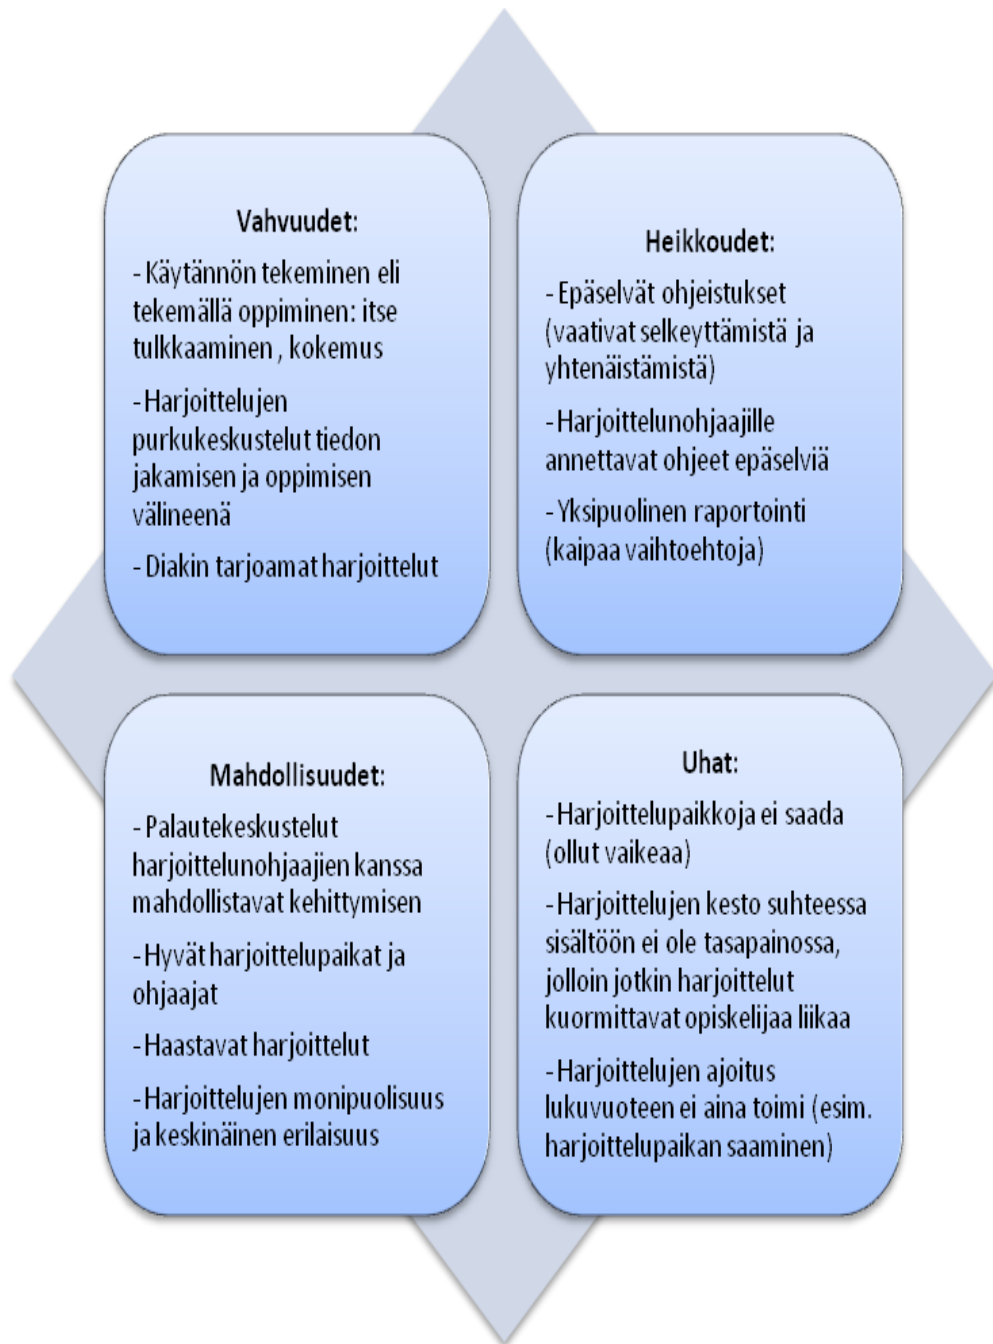 Vahvuudet:
- Käytännön tekeminen eli
tekemällä oppiminen: itse
tulkkaaminen , kokemus
- Harjoittelujen
purkukeskustelut tiedon
jakamisen ja oppimisen
välineenä
- Diakin tarjoamat harjoittelut
Heikkoudet:
- Epäselvät ohjeistukset
(vaativat selkeyttämistä ja
yhtenäistämistä)
- Harjoittelunohjaajille
annettavat ohjeet epäselviä
- Yksipuolinen raportointi
(kaipaa vaihtoehtoja)
Mahdollisuudet:
- Palautekeskustelut
harjoittelunohjaajien kanssa
mahdollistavat kehittymisen
- Hyvät harjoittelupaikat ja
ohjaajat
- Haastavat harjoittelut
- Harjoittelujen monipuolisuus
ja keskinäinen erilaisuus
Uhat:
- Harjoittelupaikkoja ei saada
(ollut vaikeaa)
- Harjoittelujen kesto suhteessa
sisältöön ei ole tasapainossa,
jolloin jotkin harjoittelut
kuormittavat opiskelijaa liikaa
- Harjoittelujen ajoitus
lukuvuoteen ei aina toimi (esim.
harjoittelupaikan saaminen)